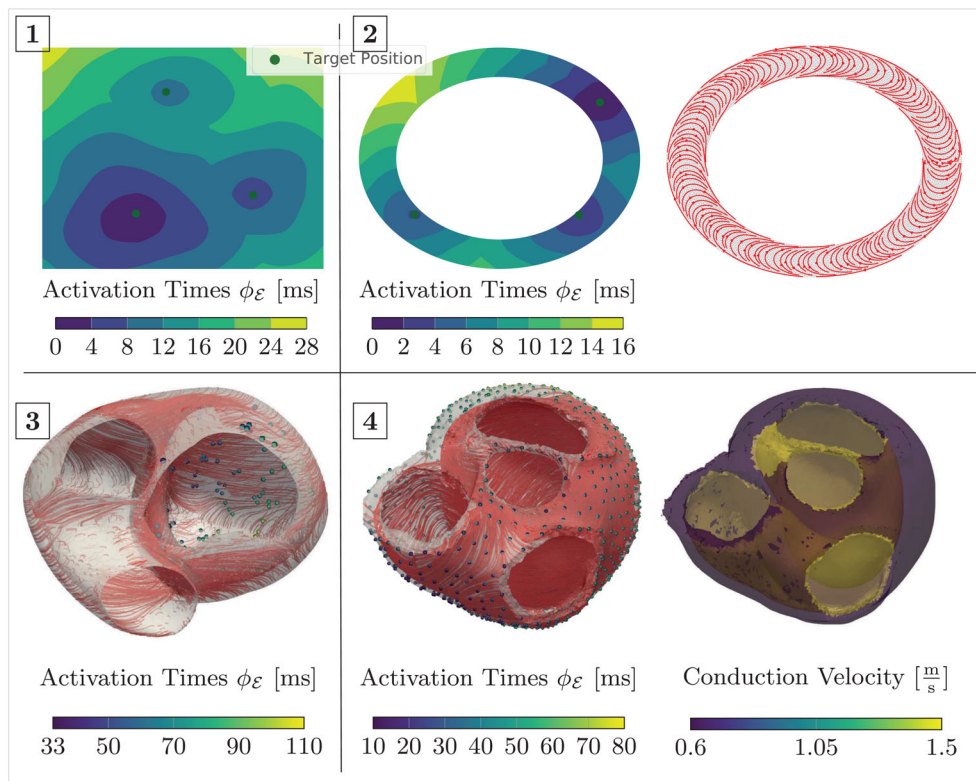 1
2
Target Position
Activation Times ϕ_ℰ [ms]
0 4 8 12 16 20 24 28
Activation Times ϕ_ℰ [ms]
0 2 4 6 8 10 12 14 16
3
4
Activation Times ϕ_ℰ [ms]
33 50 70 90 110
Activation Times ϕ_ℰ [ms]
10 20 30 40 50 60 70 80
Conduction Velocity [m/s]
0.6 1.05 1.5